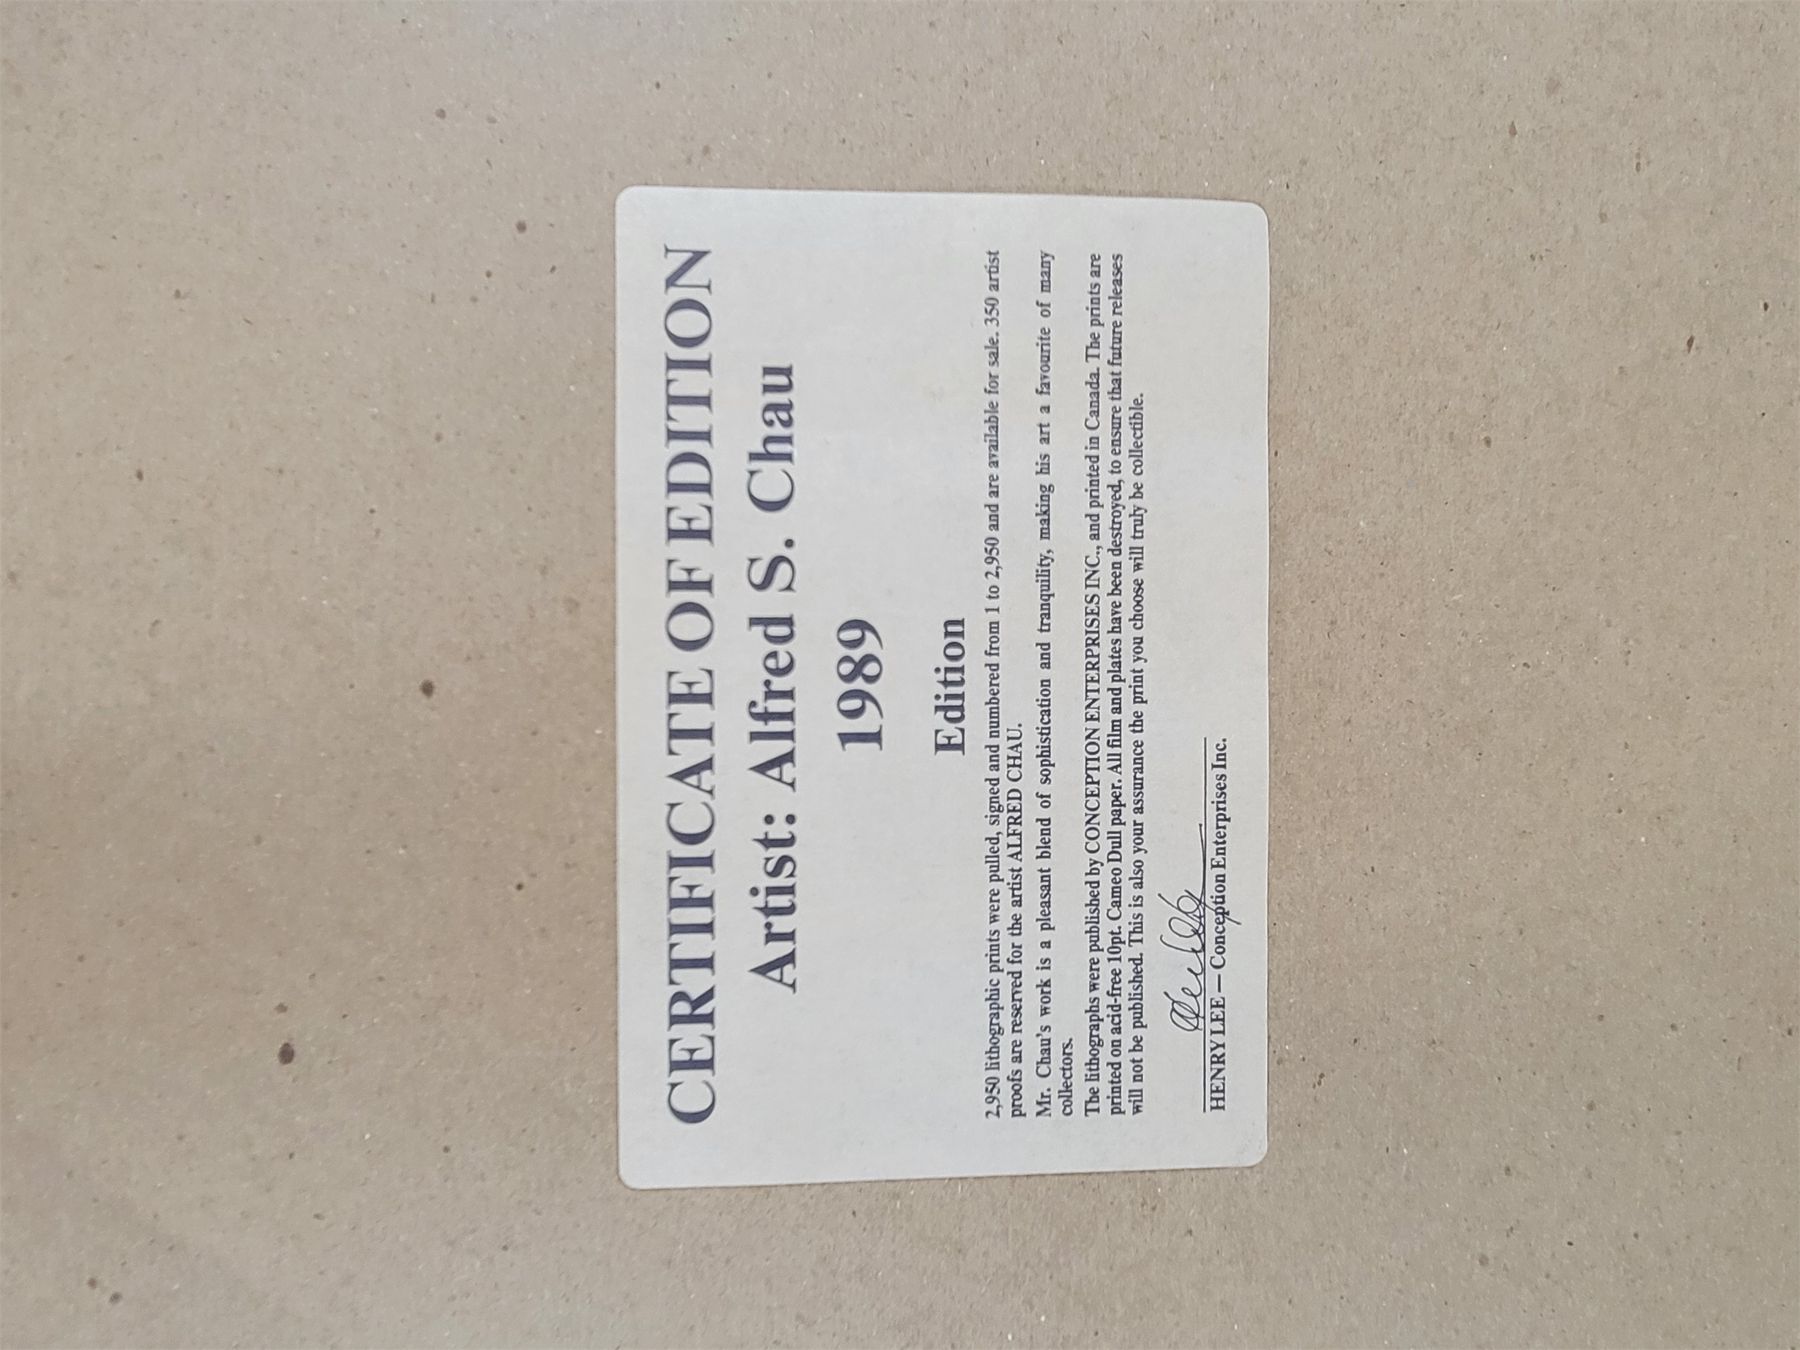 CERTIFICATE OF EDITION
Artist: Alfred S. Chau
1989
Edition
2,950 lithographic prints were pulled, signed and numbered from 1 to 2,950 and are available for sale. 350 artist
proofs are reserved for the artist ALFRED CHAU.
Mr. Chau's work is a pleasant blend of sophistication and tranquility, making his art a favourite of many
collectors.
The lithographs were published by CONCEPTION ENTERPRISES INC., and printed in Canada. The prints are
printed on acid-free 10pt. Cameo Dull paper. All film and plates have been destroyed, to ensure that future releases
will not be published. This is also your assurance the print you choose will truly be collectible.
HENRY LEE — Conception Enterprises Inc.